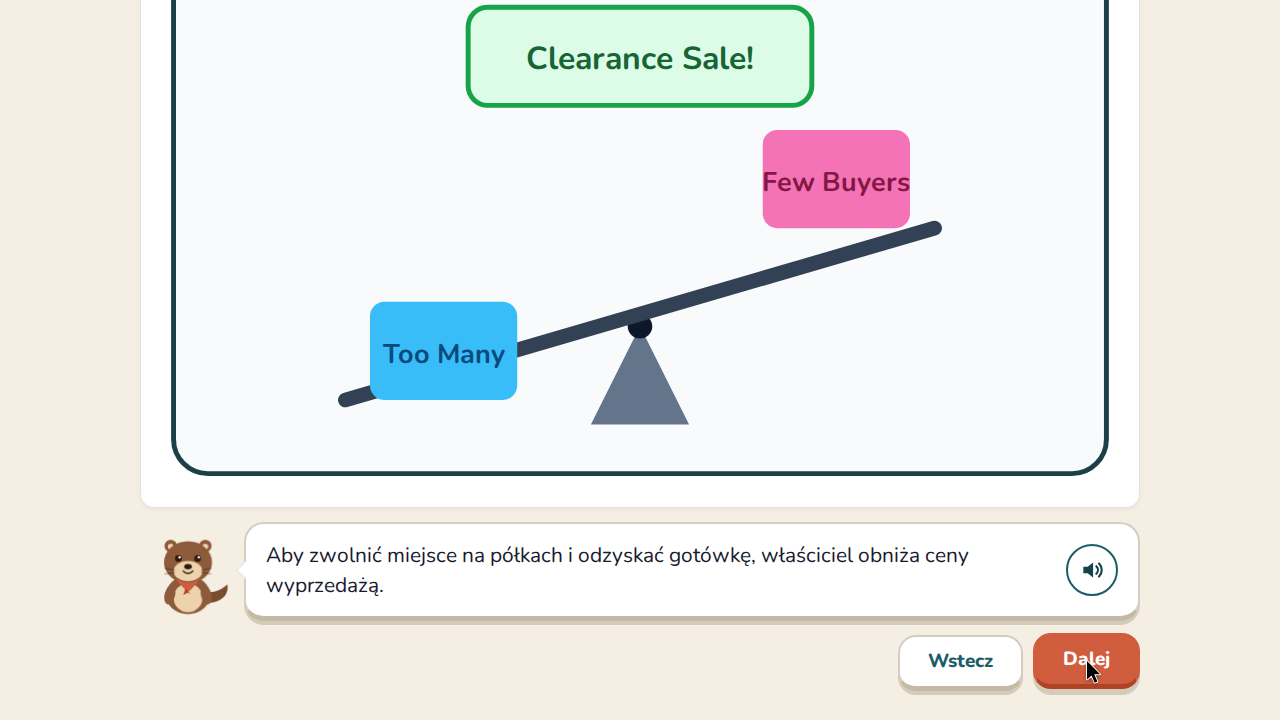 Clearance Sale!
Few Buyers
Too Many
Aby zwolnić miejsce na półkach i odzyskać gotówkę, właściciel obniża ceny
wyprzedażą.
Wstecz
Dalej